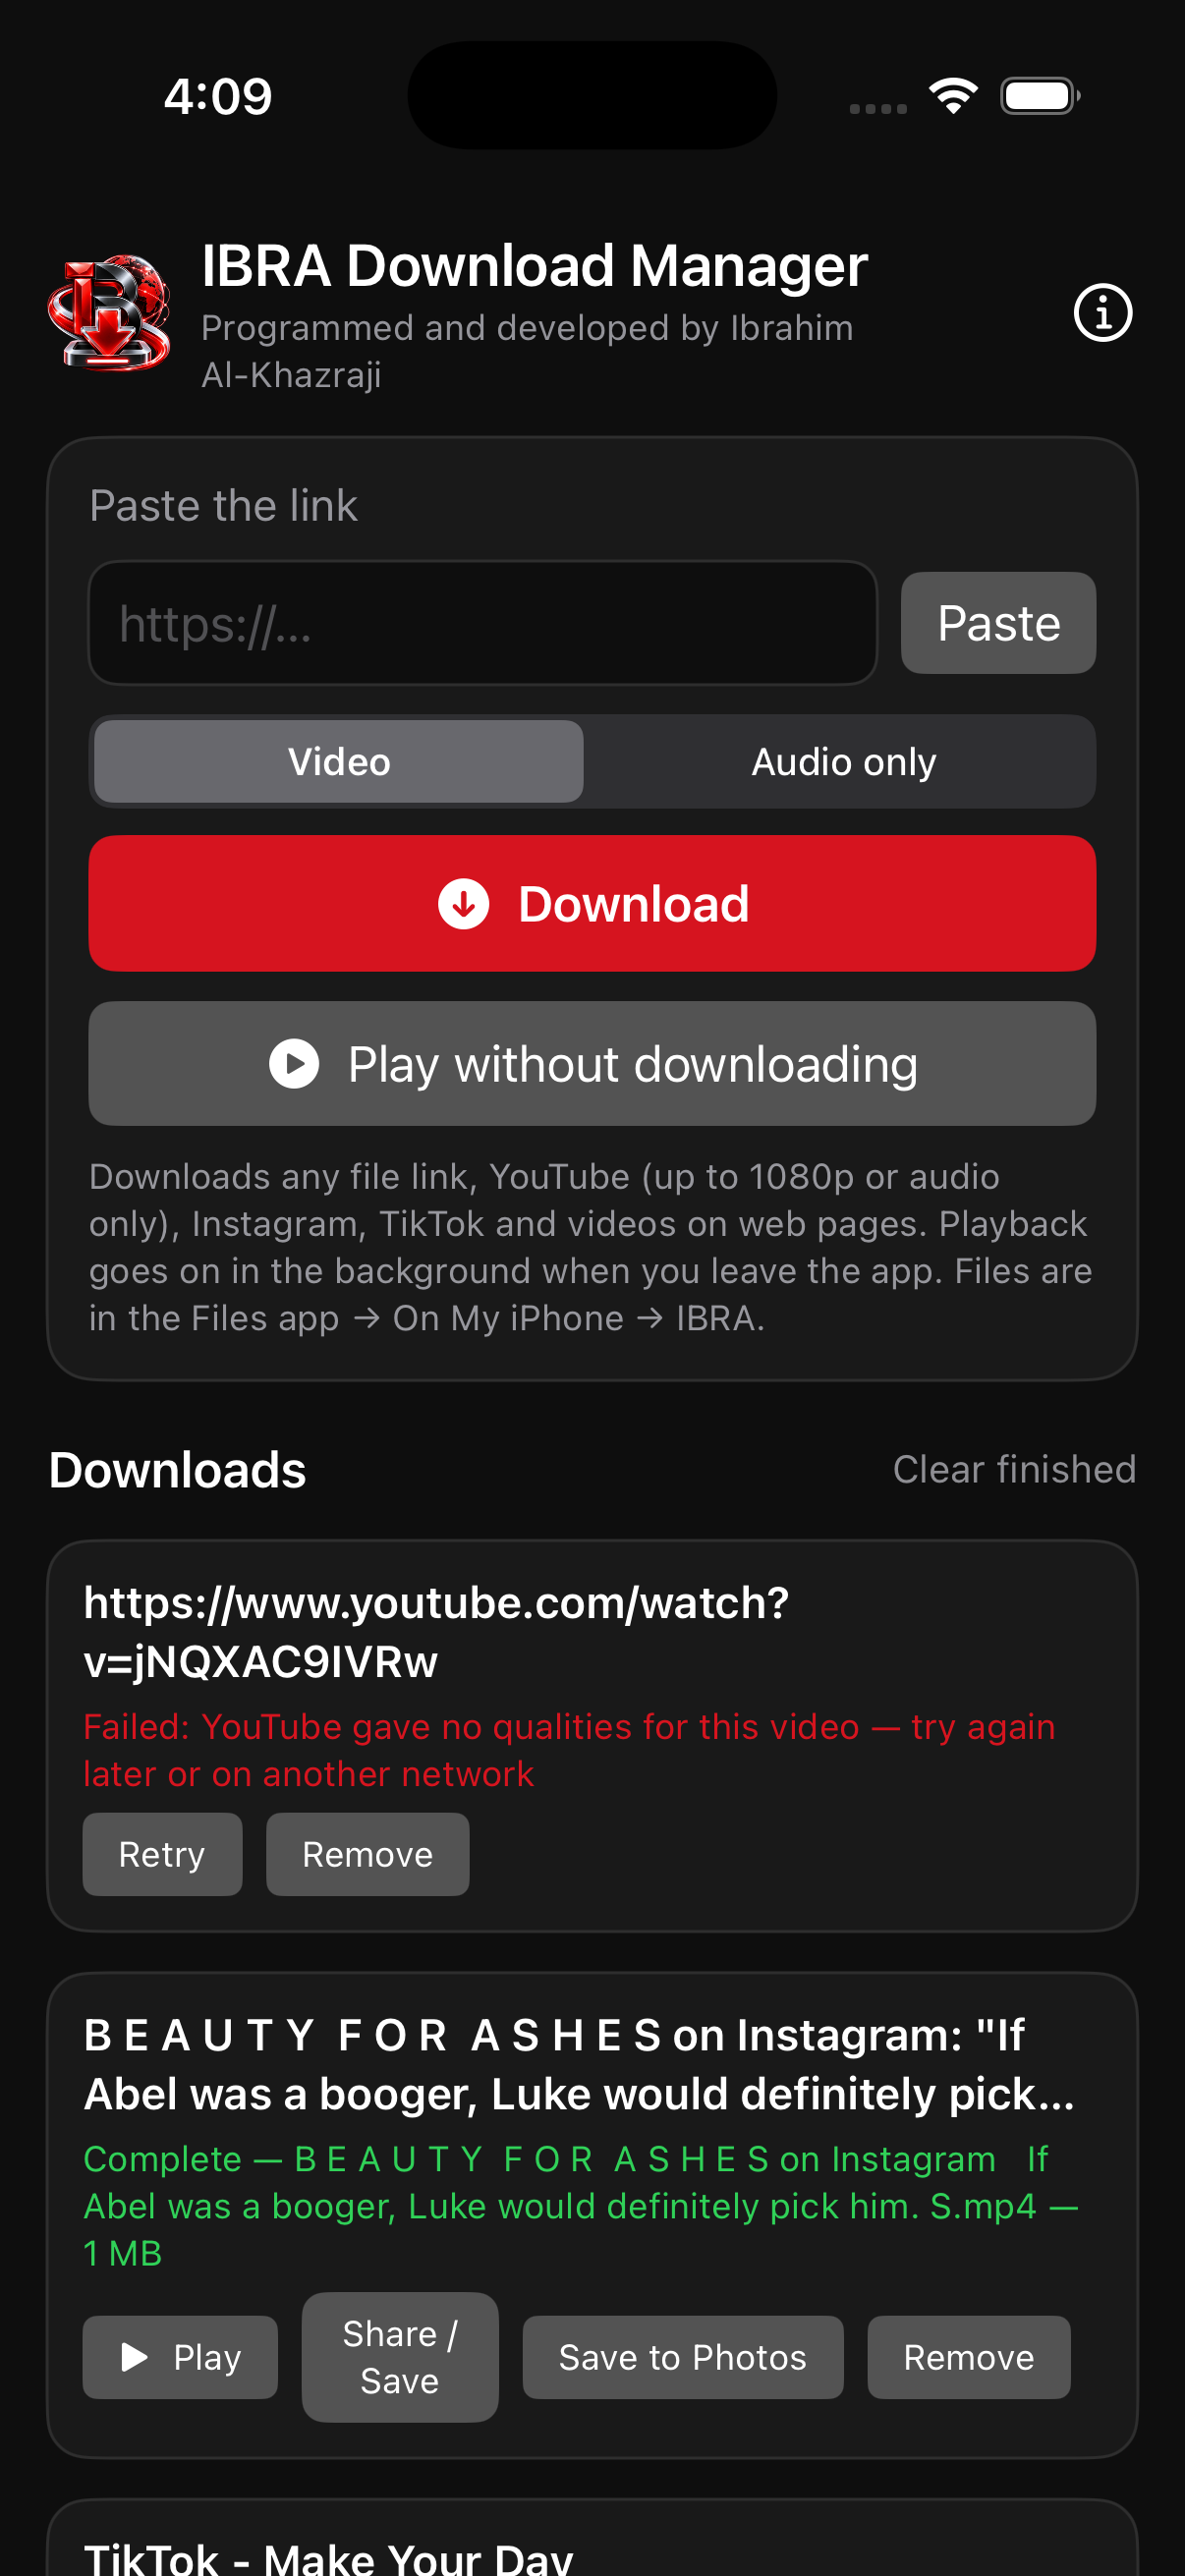 4:09
IBRA Download Manager
Programmed and developed by Ibrahim
Al-Khazraji
Paste the link
https://...
Paste
Video
Audio only
Download
Play without downloading
Downloads any file link, YouTube (up to 1080p or audio
only), Instagram, TikTok and videos on web pages. Playback
goes on in the background when you leave the app. Files are
in the Files app → On My iPhone → IBRA.
Downloads
Clear finished
https://www.youtube.com/watch?
v=jNQXAC9IVRw
Failed: YouTube gave no qualities for this video — try again
later or on another network
Retry
Remove
B E A U T Y  F O R  A S H E S on Instagram: "If
Abel was a booger, Luke would definitely pick...
Complete — B E A U T Y  F O R  A S H E S on Instagram   If
Abel was a booger, Luke would definitely pick him. S.mp4 —
1 MB
Play
Share /
Save
Save to Photos
Remove
TikTok - Make Your Day